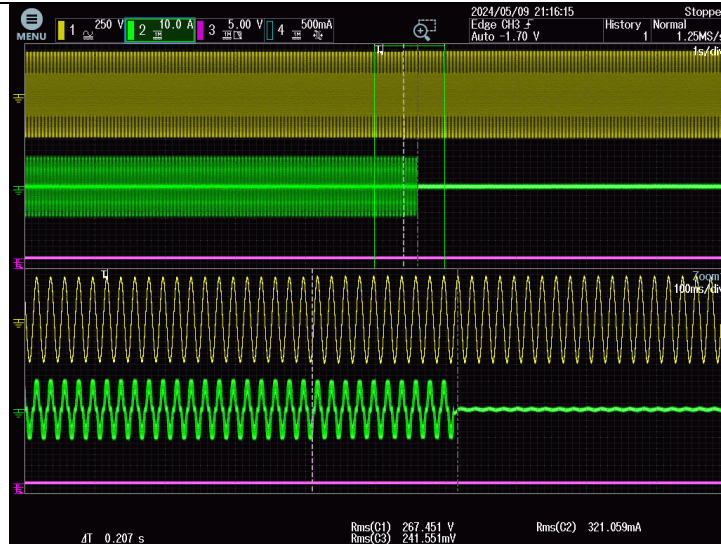 2024/05/09 21:16:15 Stoppe
MENU 1 250 V 2 10.0 A 3 5.00 V 4 500mA Edge CH3 History Normal
Auto -1.70 V 1 1.25MS/s
1s/div
Zoom
100ms/div
Rms(C1) 267.451 V Rms(C2) 321.059mA
ΔT 0.207 s Rms(C3) 241.551mV